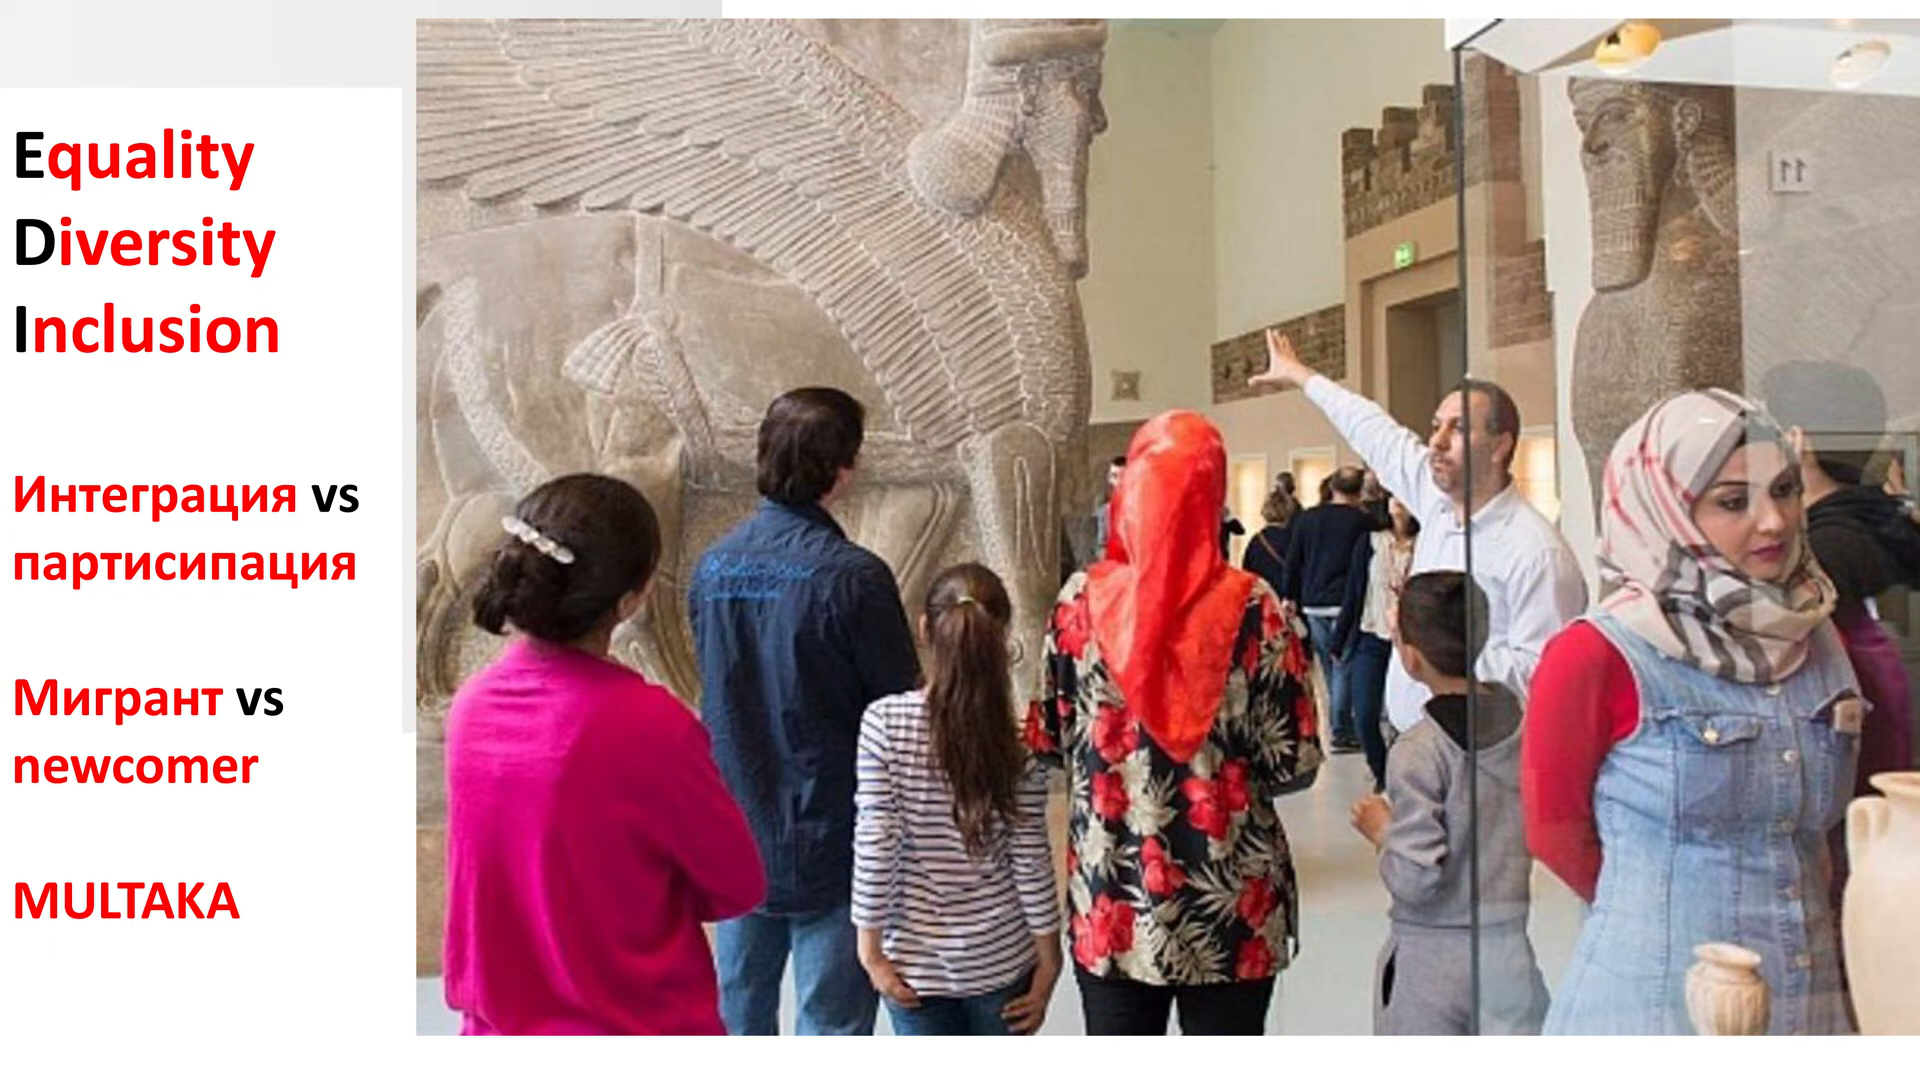 Equality
Diversity
Inclusion
Интеграция vs
партисипация
Мигрант vs
newcomer
MULTAKA